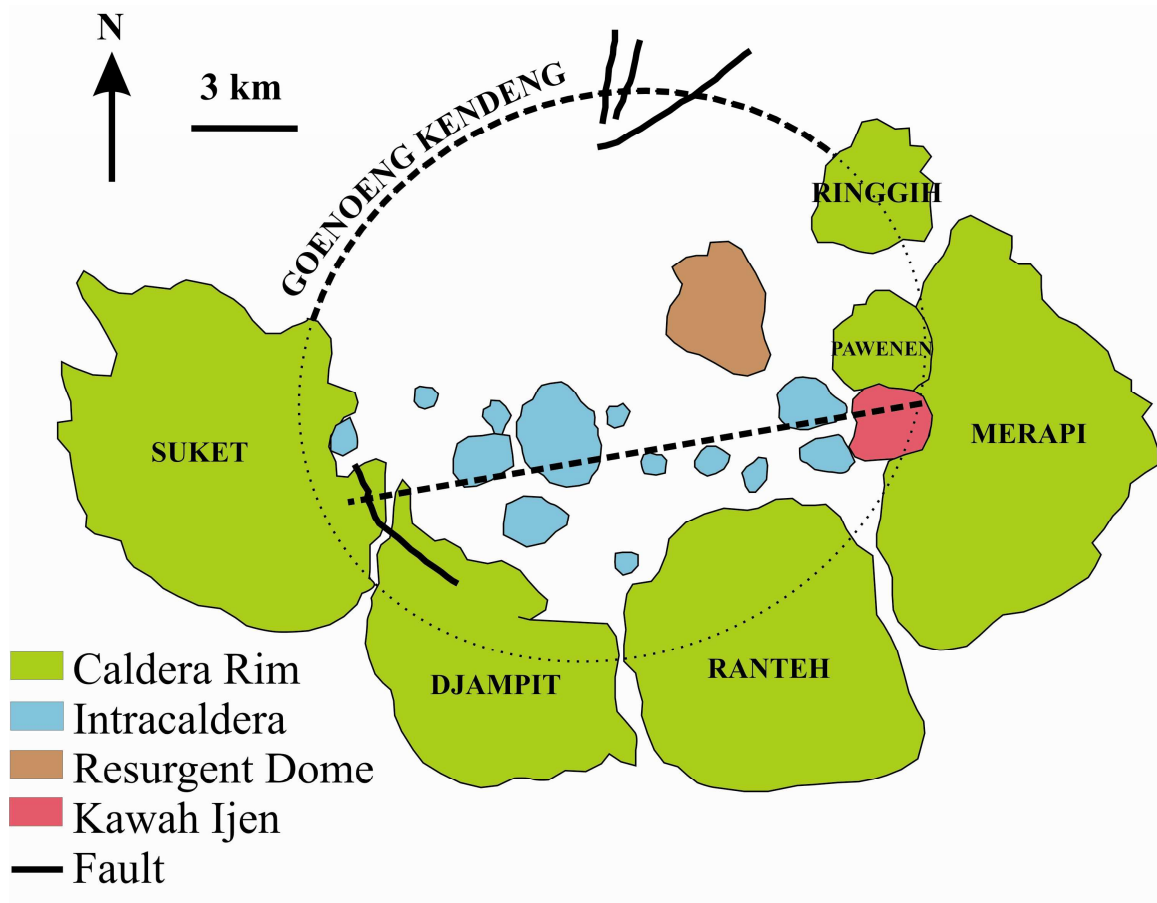 N
3 km
GOENOENG KENDENG
RINGGIH
PAWENEN
SUKET
MERAPI
DJAMPIT
RANTEH
Caldera Rim
Intracaldera
Resurgent Dome
Kawah Ijen
Fault